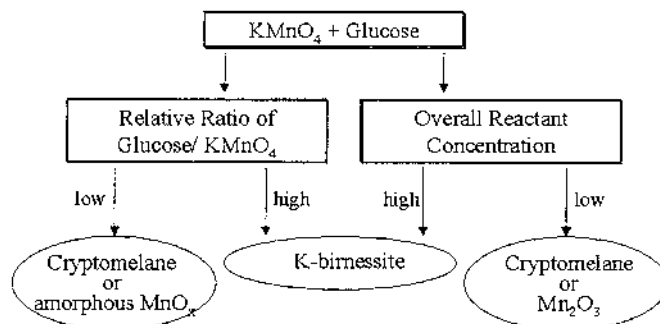 KMnO₄ + Glucose
Relative Ratio of
Glucose/ KMnO₄
Overall Reactant
Concentration
low
high
high
low
Cryptomelane
or
amorphous MnOₓ
K-birnessite
Cryptomelane
or
Mn₂O₃